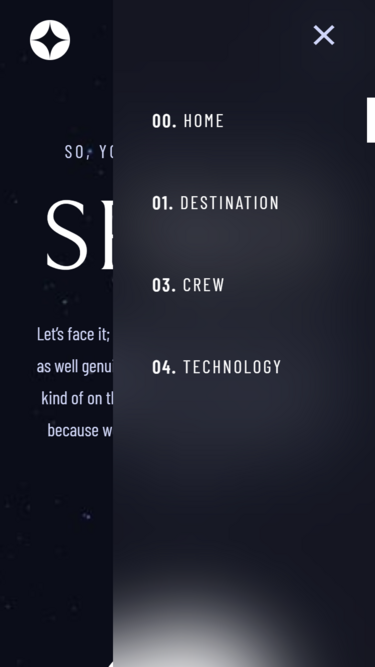 SO, YO
00. HOME
01. DESTINATION
03. CREW
04. TECHNOLOGY
Let's face it;
as well genui
kind of on th
because w